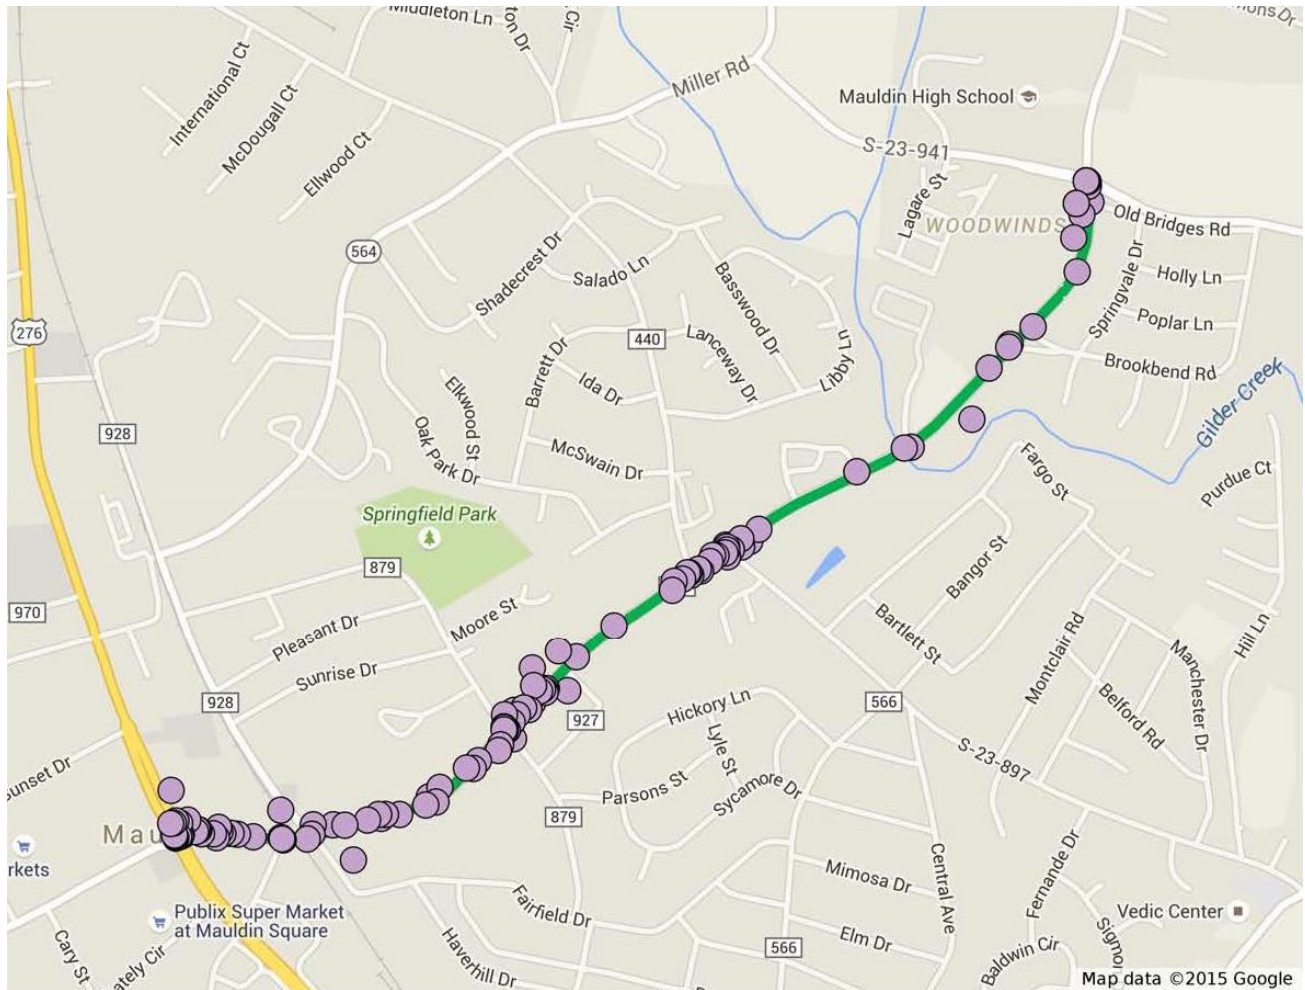 Middleton Ln
ton Dr
Cir
ons Dr
International Ct
McDougall Ct
Ellwood Ct
Miller Rd
Mauldin High School
S-23-941
Lagare St
WOODWINDS
Old Bridges Rd
564
Shadecrest Dr
Salado Ln
Basswood Dr
Springvale Dr
Holly Ln
Poplar Ln
Brookbend Rd
276
440
Lanceway Dr
Libby Ln
Barrett Dr
Ida Dr
Elkwood St
Oak Park Dr
McSwain Dr
Gilder Creek
928
Fargo St
Purdue Ct
Springfield Park
879
Bangor St
970
Moore St
Pleasant Dr
Sunrise Dr
Bartlett St
Montclair Rd
Manchester Dr
Hill Ln
Belford Rd
928
927
Hickory Ln
566
Lyle St
S-23-897
Sunset Dr
Parsons St
Sycamore Dr
879
Mau
rkets
Central Ave
Mimosa Dr
Fernande Dr
Publix Super Market
at Mauldin Square
Fairfield Dr
Vedic Center
Cary St
ately Cir
Haverhill Dr
566
Elm Dr
Baldwin Cir
Sigmo
Map data ©2015 Google